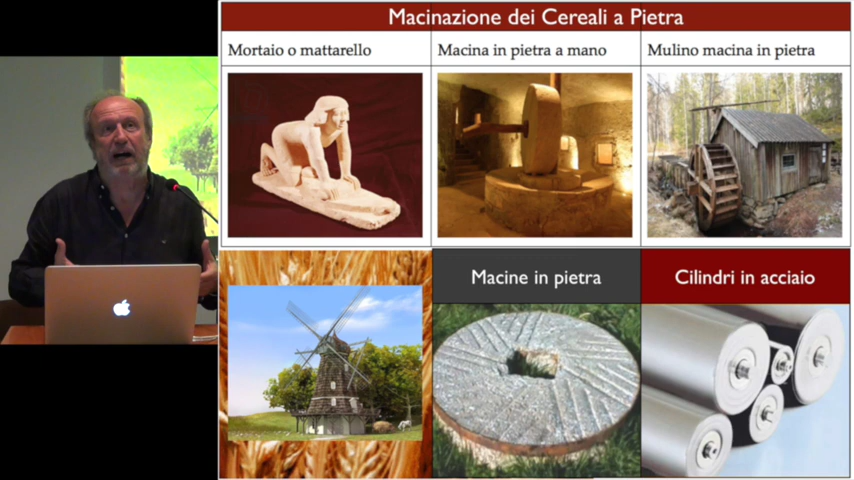 Macinazione dei Cereali a Pietra
Mortaio o mattarello
Macina in pietra a mano
Mulino macina in pietra
Macine in pietra
Cilindri in acciaio